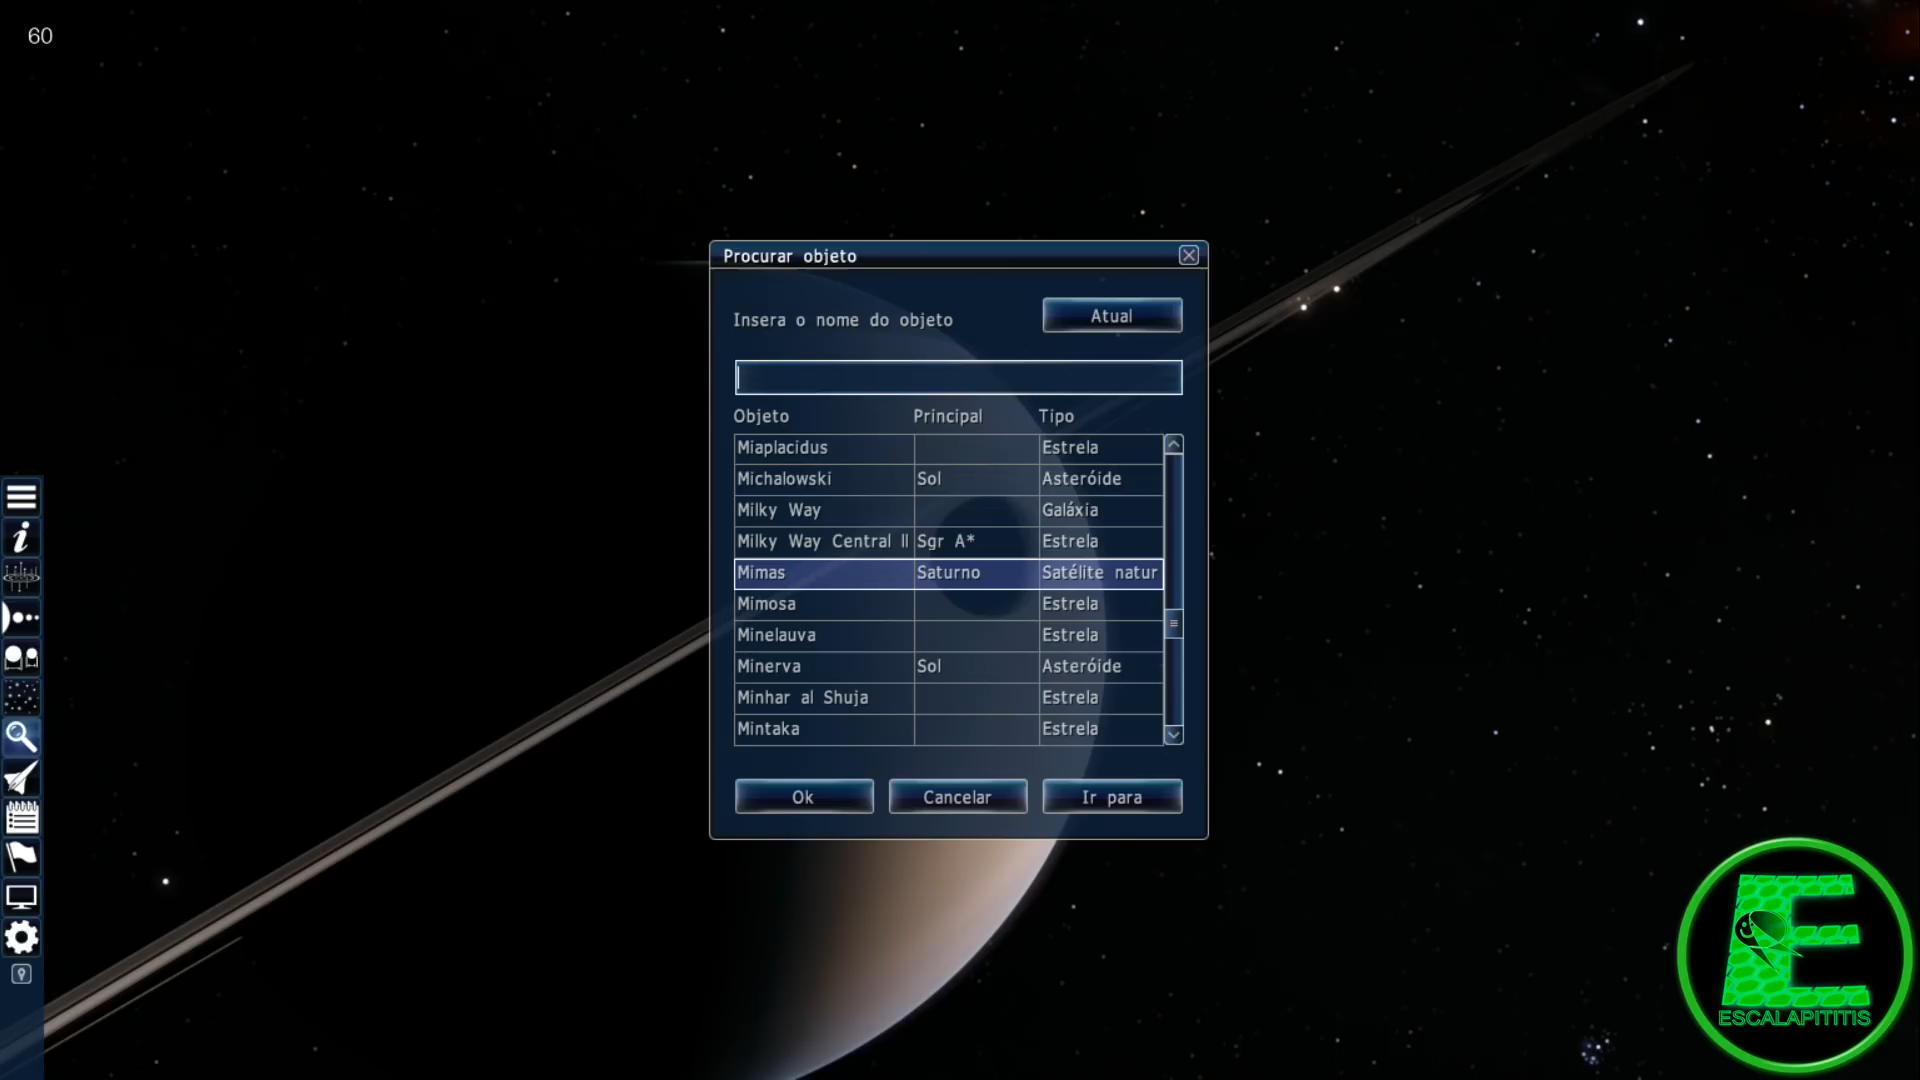 60
Procurar objeto
Insera o nome do objeto
Atual
Objeto Principal Tipo
Miaplacidus Estrela
Michalowski Sol Asteróide
Milky Way Galáxia
Milky Way Central Sgr A* Estrela
Mimas Saturno Satélite natur
Mimosa Estrela
Minelauva Estrela
Minerva Sol Asteróide
Minhar al Shuja Estrela
Mintaka Estrela
Ok Cancelar Ir para
E
ESCALAPITITIS